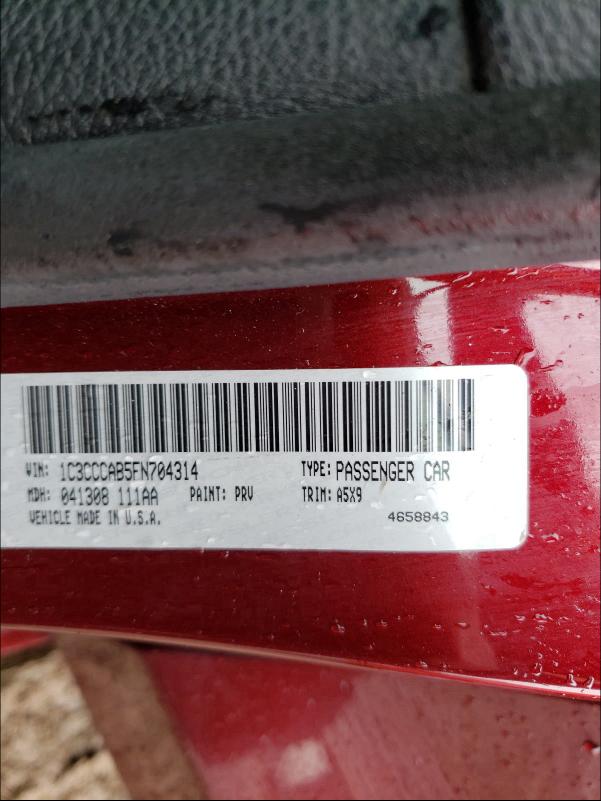 VIN: 1C3CCCAB5FN704314 TYPE: PASSENGER CAR
MDH: 041308 111AA PAINT: PRV TRIM: A5X9
VEHICLE MADE IN U.S.A. 4658843